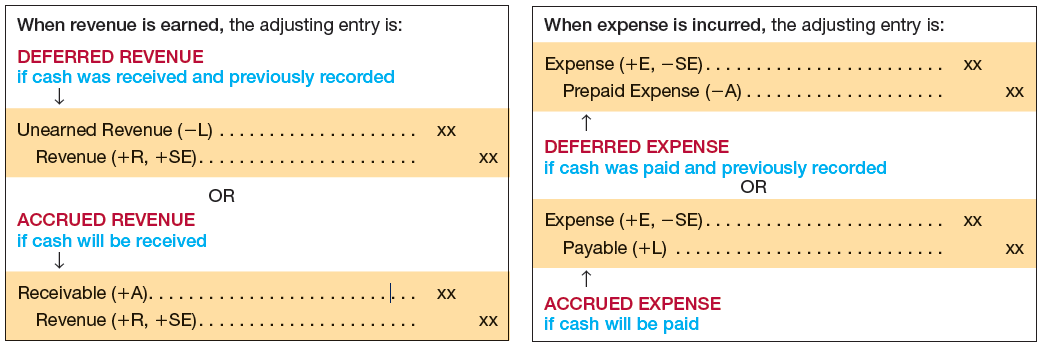 When revenue is earned, the adjusting entry is:
DEFERRED REVENUE
if cash was received and previously recorded
↓
Unearned Revenue (−L) . . . . . . . . . . . . . . . . . . . . xx
Revenue (+R, +SE). . . . . . . . . . . . . . . . . . . . . . xx
OR
ACCRUED REVENUE
if cash will be received
↓
Receivable (+A). . . . . . . . . . . . . . . . . . . . . . . . . . . xx
Revenue (+R, +SE). . . . . . . . . . . . . . . . . . . . . . xx
When expense is incurred, the adjusting entry is:
Expense (+E, −SE). . . . . . . . . . . . . . . . . . . . . . . . xx
Prepaid Expense (−A) . . . . . . . . . . . . . . . . . . . . xx
↑
DEFERRED EXPENSE
if cash was paid and previously recorded
OR
Expense (+E, −SE). . . . . . . . . . . . . . . . . . . . . . . . xx
Payable (+L) . . . . . . . . . . . . . . . . . . . . . . . . . . . xx
↑
ACCRUED EXPENSE
if cash will be paid